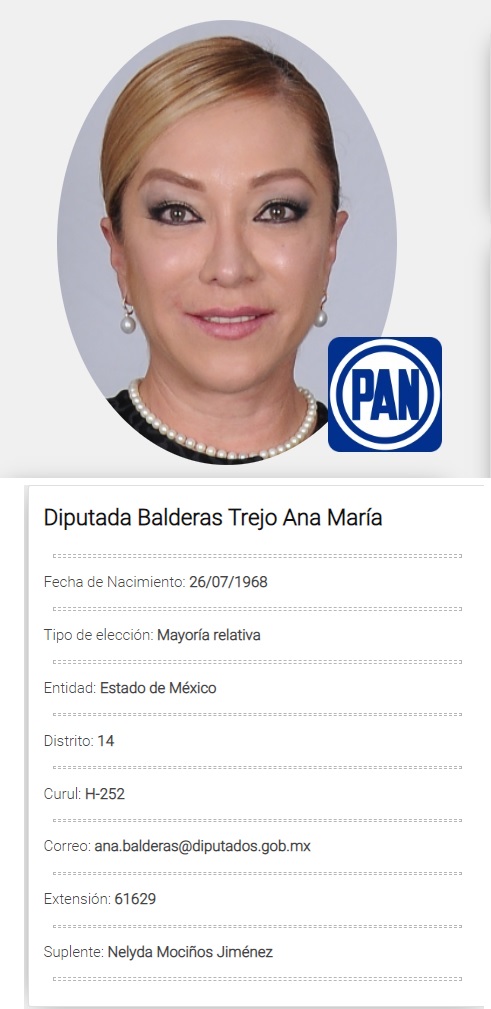 PAN
Diputada Balderas Trejo Ana María
Fecha de Nacimiento: 26/07/1968
Tipo de elección: Mayoría relativa
Entidad: Estado de México
Distrito: 14
Curul: H-252
Correo: ana.balderas@diputados.gob.mx
Extensión: 61629
Suplente: Nelyda Mociños Jiménez